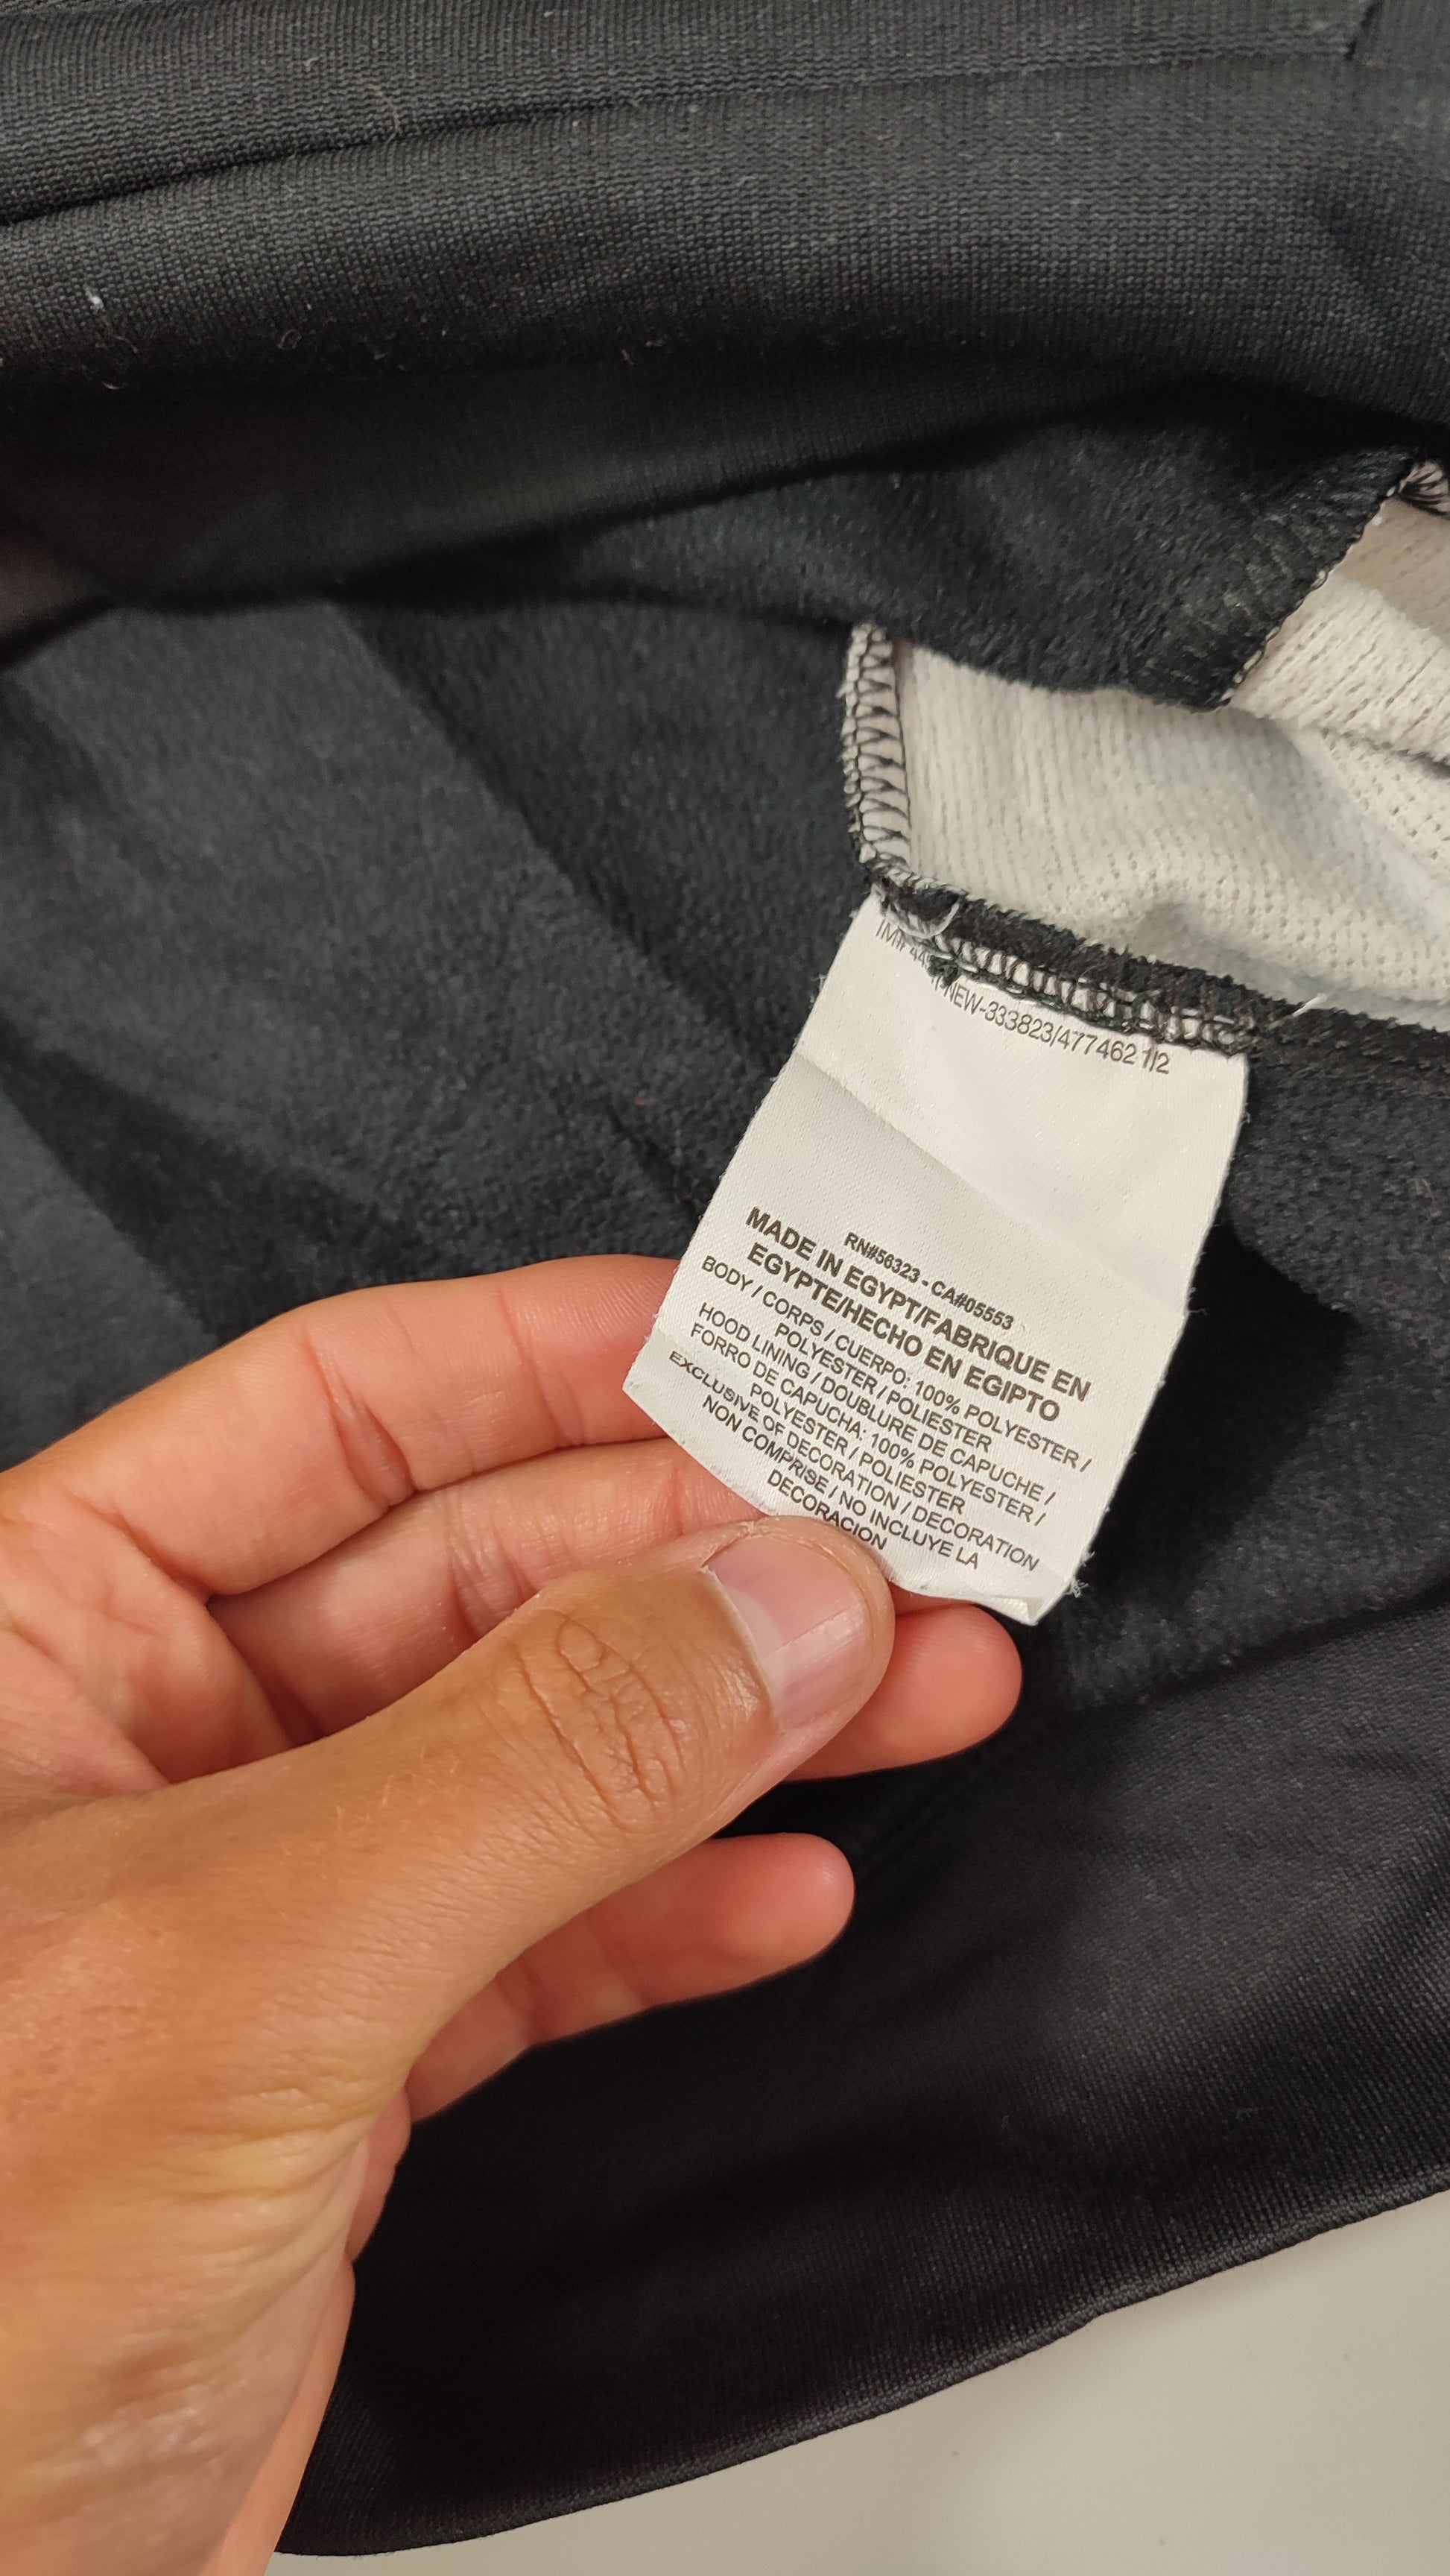 NEW-333823/477462 1/2
RN#56323 - CA#05553
MADE IN EGYPT/FABRIQUE EN
EGYPTE/HECHO EN EGIPTO
BODY / CORPS / CUERPO: 100% POLYESTER /
POLYESTER / POLIESTER
HOOD LINING / DOUBLURE DE CAPUCHE /
FORRO DE CAPUCHA: 100% POLYESTER /
POLYESTER / POLIESTER
EXCLUSIVE OF DECORATION / DECORATION
NON COMPRISE / NO INCLUYE LA
DECORACION